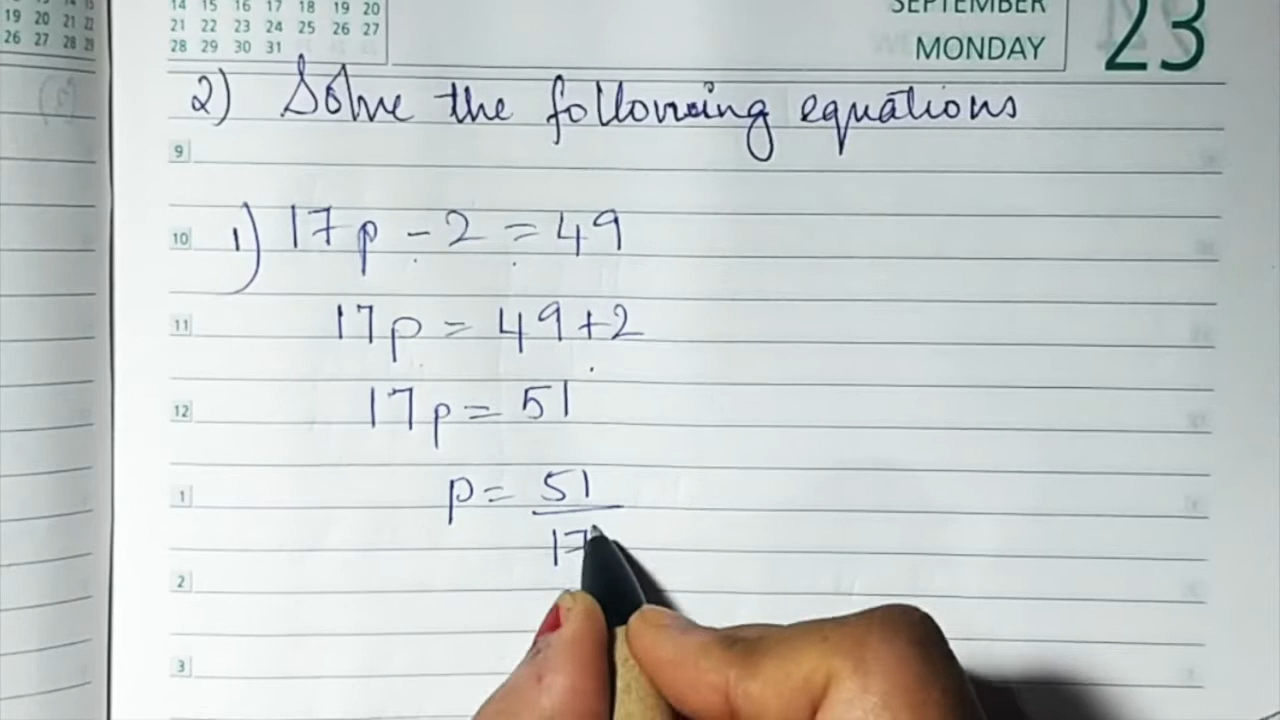 14 15 16 17 18 19 20
19 20 21 22
21 22 23 24 25 26 27
26 27 28 29
28 29 30 31
SEPTEMBER
MONDAY
23
2) Solve the following equations
9
10
1) 17p - 2 = 49
11
17p = 49+2
12
17p = 51
1
p = 51
17
2
3